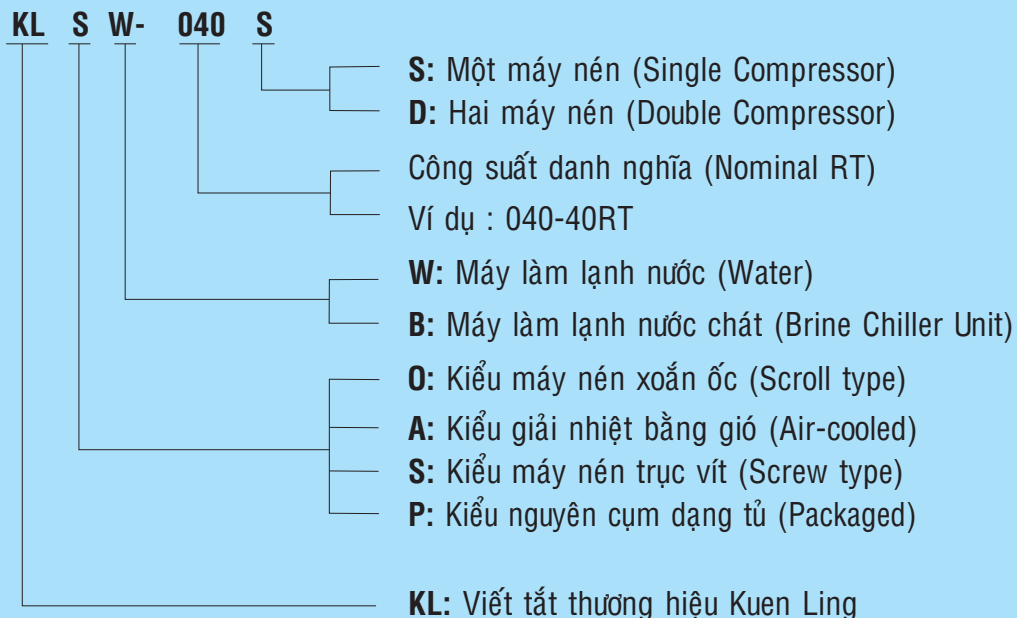 KL S W- 040 S
S: Một máy nén (Single Compressor)
D: Hai máy nén (Double Compressor)
Công suất danh nghĩa (Nominal RT)
Ví dụ : 040-40RT
W: Máy làm lạnh nước (Water)
B: Máy làm lạnh nước chát (Brine Chiller Unit)
O: Kiểu máy nén xoắn ốc (Scroll type)
A: Kiểu giải nhiệt bằng gió (Air-cooled)
S: Kiểu máy nén trục vít (Screw type)
P: Kiểu nguyên cụm dạng tủ (Packaged)
KL: Viết tắt thương hiệu Kuen Ling